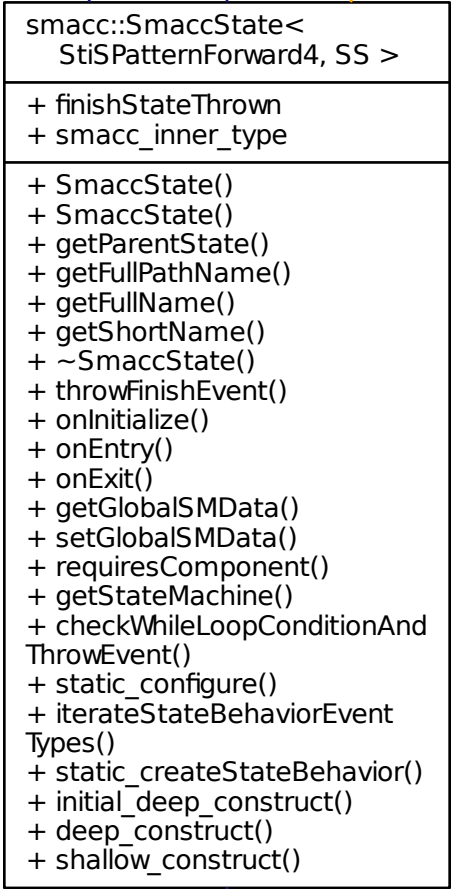 smacc::SmaccState<
StiSPatternForward4, SS >
+ finishStateThrown
+ smacc_inner_type
+ SmaccState()
+ SmaccState()
+ getParentState()
+ getFullPathName()
+ getFullName()
+ getShortName()
+ ~SmaccState()
+ throwFinishEvent()
+ onInitialize()
+ onEntry()
+ onExit()
+ getGlobalSMData()
+ setGlobalSMData()
+ requiresComponent()
+ getStateMachine()
+ checkWhileLoopConditionAnd
ThrowEvent()
+ static_configure()
+ iterateStateBehaviorEvent
Types()
+ static_createStateBehavior()
+ initial_deep_construct()
+ deep_construct()
+ shallow_construct()